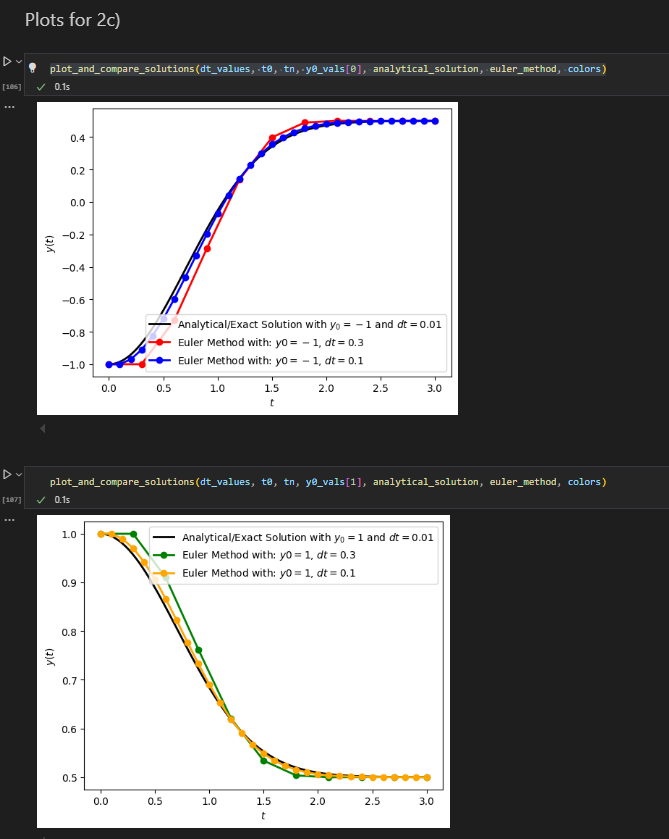 Plots for 2c)
plot_and_compare_solutions(dt_values, t0, tn, y0_vals[0], analytical_solution, euler_method, colors)
[106]
0.1s
0.4
0.2
0.0
−0.2
−0.4
−0.6
−0.8
−1.0
y(t)
Analytical/Exact Solution with y₀ = −1 and dt = 0.01
Euler Method with: y0 = −1, dt = 0.3
Euler Method with: y0 = −1, dt = 0.1
0.0 0.5 1.0 1.5 2.0 2.5 3.0
t
plot_and_compare_solutions(dt_values, t0, tn, y0_vals[1], analytical_solution, euler_method, colors)
[107]
0.1s
1.0
0.9
0.8
0.7
0.6
0.5
y(t)
Analytical/Exact Solution with y₀ = 1 and dt = 0.01
Euler Method with: y0 = 1, dt = 0.3
Euler Method with: y0 = 1, dt = 0.1
0.0 0.5 1.0 1.5 2.0 2.5 3.0
t